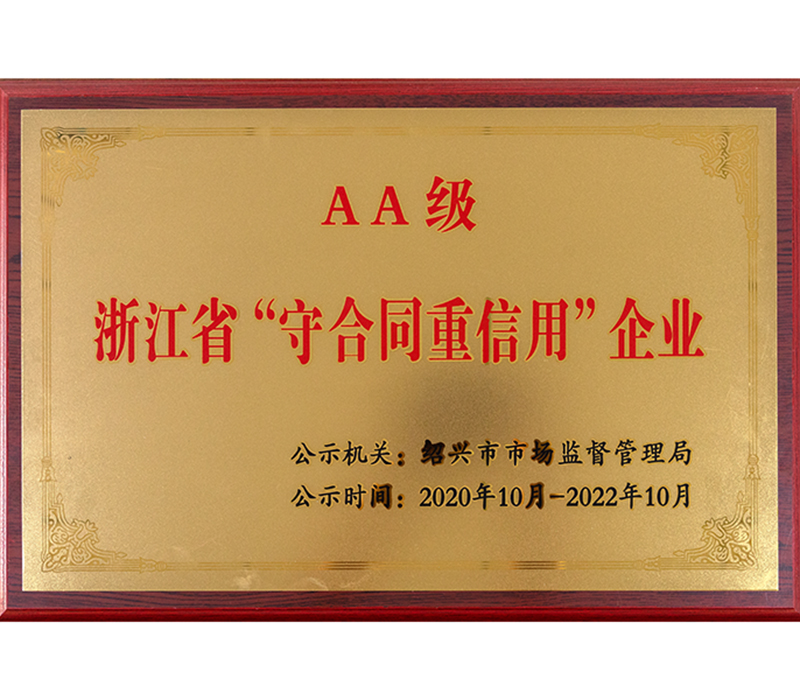 AA级
浙江省“守合同重信用”企业
公示机关：绍兴市市场监督管理局
公示时间：2020年10月-2022年10月